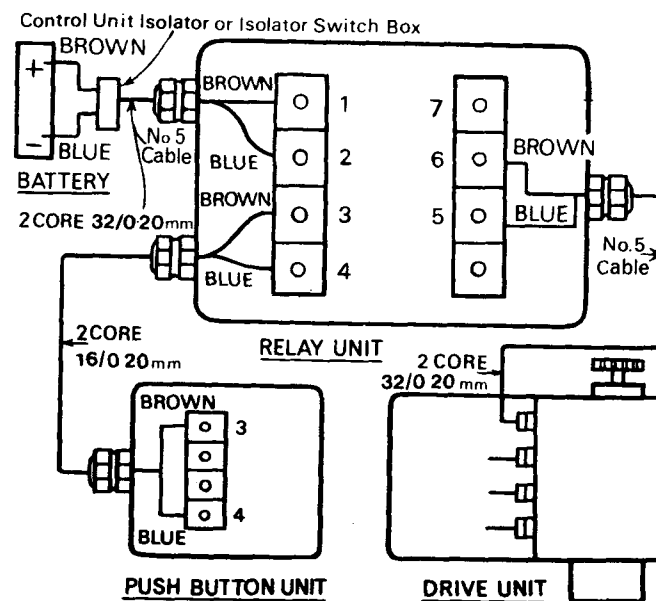 Control Unit Isolator or Isolator Switch Box
BROWN
+
−
BLUE
BATTERY
No 5
Cable
2 CORE 32/0·20mm
BROWN
BLUE
BROWN
BLUE
1
2
3
4
7
6
5
BROWN
BLUE
No.5
Cable
RELAY UNIT
2 CORE
16/0 20mm
BROWN
3
4
BLUE
PUSH BUTTON UNIT
2 CORE
32/0 20mm
DRIVE UNIT